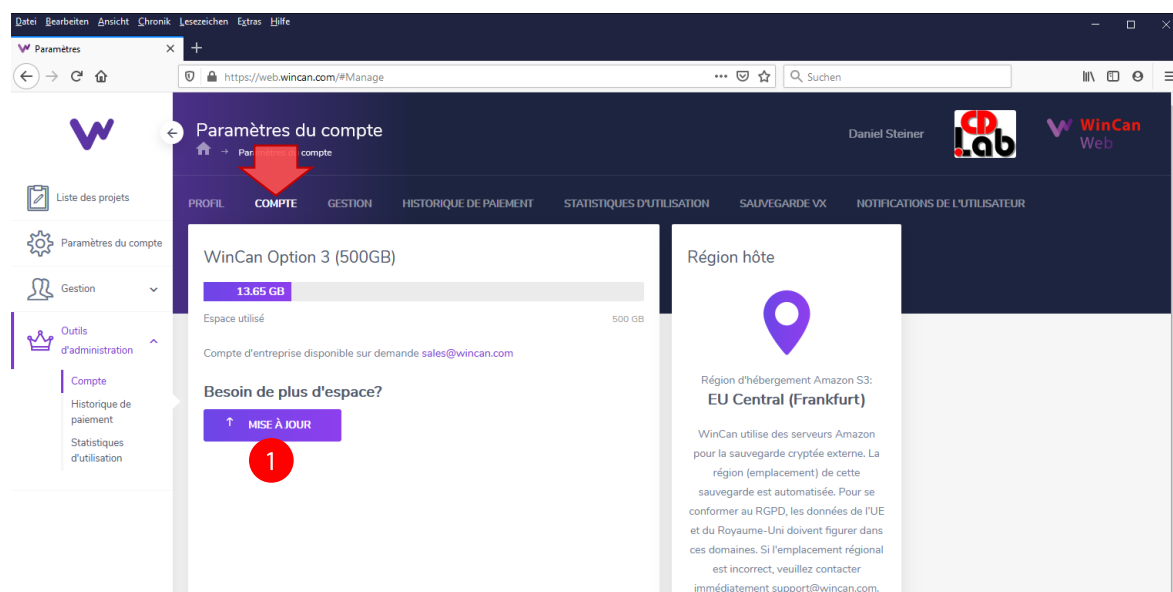 Datei Bearbeiten Ansicht Chronik Lesezeichen Extras Hilfe
Paramètres
https://web.wincan.com/#Manage
Suchen
Paramètres du compte
Daniel Steiner
CD
Lab
WinCan
Web
Paramètres du compte
Liste des projets
Paramètres du compte
Gestion
Outils
d'administration
Compte
Historique de
paiement
Statistiques
d'utilisation
PROFIL COMPTE GESTION HISTORIQUE DE PAIEMENT STATISTIQUES D'UTILISATION SAUVEGARDE VX NOTIFICATIONS DE L'UTILISATEUR
WinCan Option 3 (500GB)
13.65 GB
Espace utilisé 500 GB
Compte d'entreprise disponible sur demande sales@wincan.com
Besoin de plus d'espace?
MISE À JOUR
1
Région hôte
Région d'hébergement Amazon S3:
EU Central (Frankfurt)
WinCan utilise des serveurs Amazon
pour la sauvegarde cryptée externe. La
région (emplacement) de cette
sauvegarde est automatisée. Pour se
conformer au RGPD, les données de l'UE
et du Royaume-Uni doivent figurer dans
ces domaines. Si l'emplacement régional
est incorrect, veuillez contacter
immédiatement support@wincan.com.